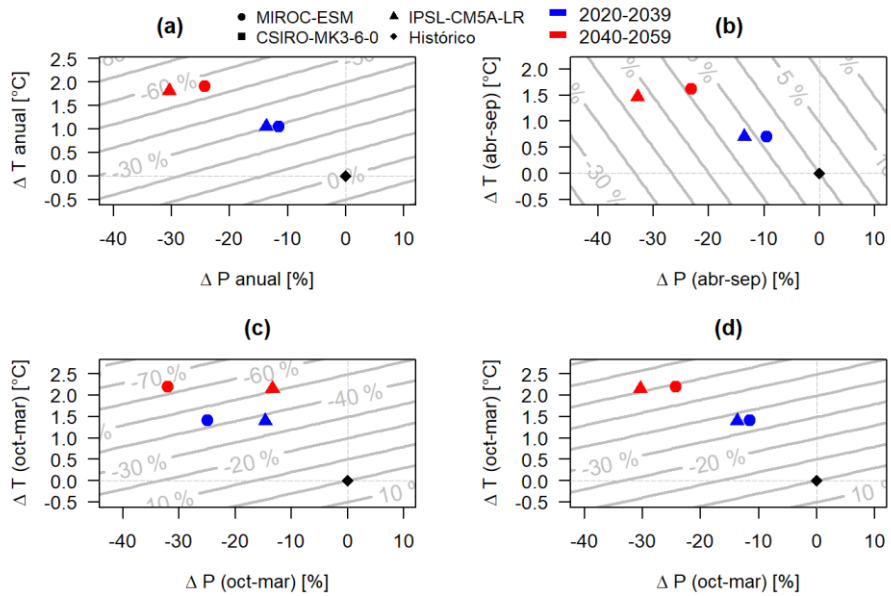 (a) MIROC-ESM IPSL-CM5A-LR 2020-2039
CSIRO-MK3-6-0 Histórico 2040-2059
(b)
Δ T anual [°C]
2.5
2.0
1.5
1.0
0.5
0.0
-0.5
-60 %
-30 %
0 %
-40 -30 -20 -10 0 10
Δ P anual [%]
Δ T (abr-sep) [°C]
2.0
1.5
1.0
0.5
0.0
-0.5
5 %
-30 %
-40 -30 -20 -10 0 10
Δ P (abr-sep) [%]
(c)
Δ T (oct-mar) [°C]
2.5
2.0
1.5
1.0
0.5
0.0
-0.5
-70 %
-60 %
-40 %
-30 %
-20 %
10 %
10 %
-40 -30 -20 -10 0 10
Δ P (oct-mar) [%]
(d)
Δ T (oct-mar) [°C]
2.5
2.0
1.5
1.0
0.5
0.0
-0.5
-60 %
-50 %
-40 %
-30 %
-20 %
10 %
-40 -30 -20 -10 0 10
Δ P (oct-mar) [%]